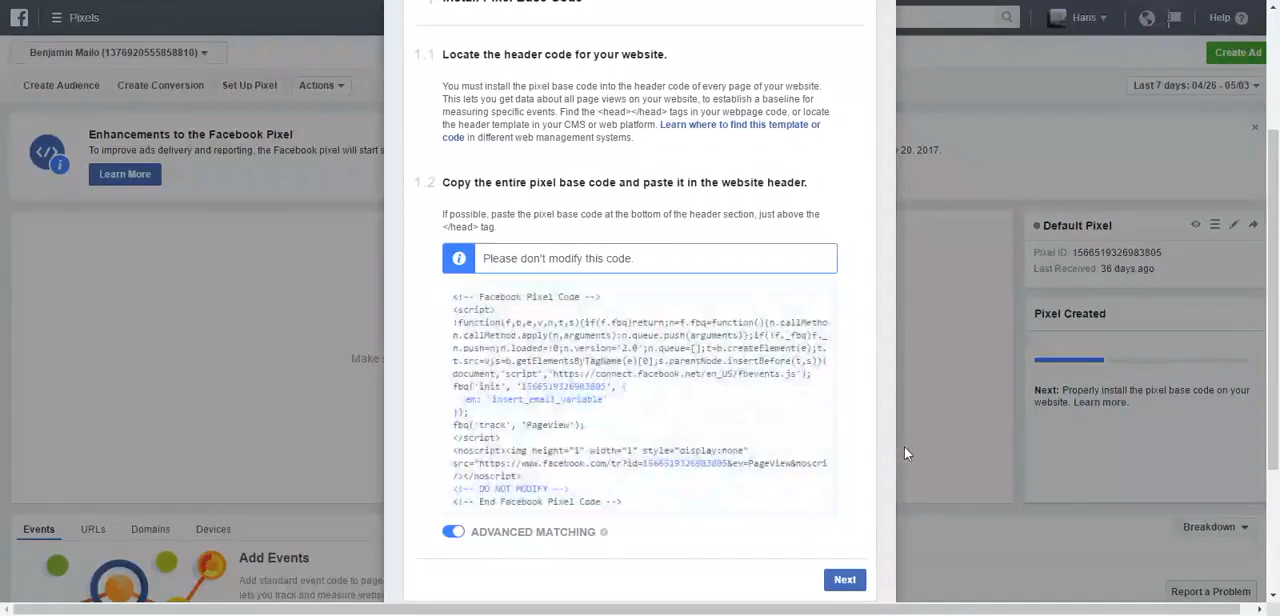 Pixels
Haris
Help
Benjamin Mailo (1376920555858810)
Create Ad
Create Audience
Create Conversion
Set Up Pixel
Actions
Last 7 days: 04/26 - 05/03
Enhancements to the Facebook Pixel
To improve ads delivery and reporting, the Facebook pixel will start s
20, 2017.
Learn More
Install Pixel Base Code
1.1 Locate the header code for your website.
You must install the pixel base code into the header code of every page of your website.
This lets you get data about all page views on your website, to establish a baseline for
measuring specific events. Find the <head></head> tags in your webpage code, or locate
the header template in your CMS or web platform. Learn where to find this template or
code in different web management systems.
1.2 Copy the entire pixel base code and paste it in the website header.
If possible, paste the pixel base code at the bottom of the header section, just above the
</head> tag.
Please don't modify this code.
<!-- Facebook Pixel Code -->
<script>
!function(f,b,e,v,n,t,s){if(f.fbq)return;n=f.fbq=function(){n.callMetho
n.callMethod.apply(n,arguments):n.queue.push(arguments)};if(!f._fbq)f._
n.push=n;n.loaded=!0;n.version='2.0';n.queue=[];t=b.createElement(e);t.
t.src=v;s=b.getElementsByTagName(e)[0];s.parentNode.insertBefore(t,s)}(
document,'script','https://connect.facebook.net/en_US/fbevents.js');
fbq('init', '1566519326983805', {
em: 'insert_email_variable'
});
fbq('track', 'PageView');
</script>
<noscript><img height="1" width="1" style="display:none"
src="https://www.facebook.com/tr?id=1566519326983805&ev=PageView&noscri
/></noscript>
<!-- DO NOT MODIFY -->
<!-- End Facebook Pixel Code -->
ADVANCED MATCHING
Next
Make s
Default Pixel
Pixel ID: 1566519326983805
Last Received: 36 days ago
Pixel Created
Next: Properly install the pixel base code on your
website. Learn more.
Breakdown
Events
URLs
Domains
Devices
Add Events
Add standard event code to page
lets you track and measure webs
Report a Problem